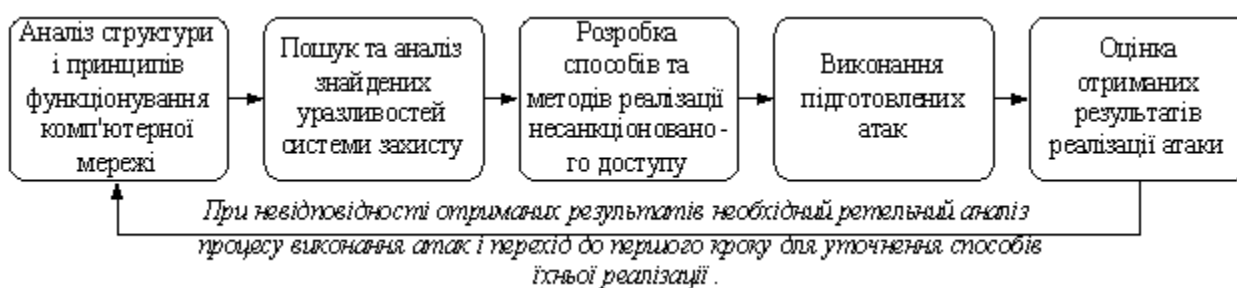 Аналіз структури
і принципів
функціонування
комп'ютерної
мережі
Пошук та аналіз
знайдених
уразливостей
системи захисту
Розробка
способів та
методів реалізації
несанкціоновано -
го доступу
Виконання
підготовлених
атак
Оцінка
отриманих
результатів
реалізації атаки
При невідповідності отриманих результатів необхідний ретельний аналіз
процесу виконання атак і перехід до першого кроку для уточнення способів
їхньої реалізації .